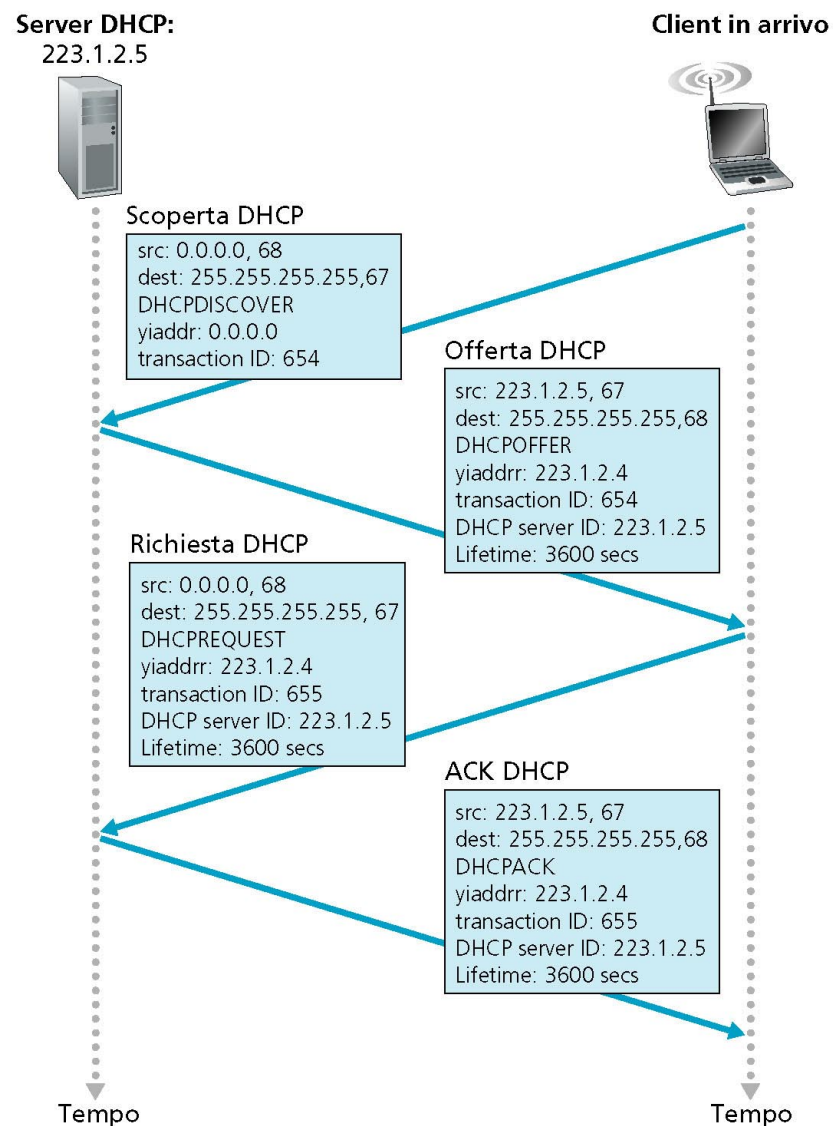 Server DHCP:
223.1.2.5
Client in arrivo
Scoperta DHCP
src: 0.0.0.0, 68
dest: 255.255.255.255,67
DHCPDISCOVER
yiaddr: 0.0.0.0
transaction ID: 654
Offerta DHCP
src: 223.1.2.5, 67
dest: 255.255.255.255,68
DHCPOFFER
yiaddrr: 223.1.2.4
transaction ID: 654
DHCP server ID: 223.1.2.5
Lifetime: 3600 secs
Richiesta DHCP
src: 0.0.0.0, 68
dest: 255.255.255.255, 67
DHCPREQUEST
yiaddrr: 223.1.2.4
transaction ID: 655
DHCP server ID: 223.1.2.5
Lifetime: 3600 secs
ACK DHCP
src: 223.1.2.5, 67
dest: 255.255.255.255,68
DHCPACK
yiaddrr: 223.1.2.4
transaction ID: 655
DHCP server ID: 223.1.2.5
Lifetime: 3600 secs
Tempo
Tempo